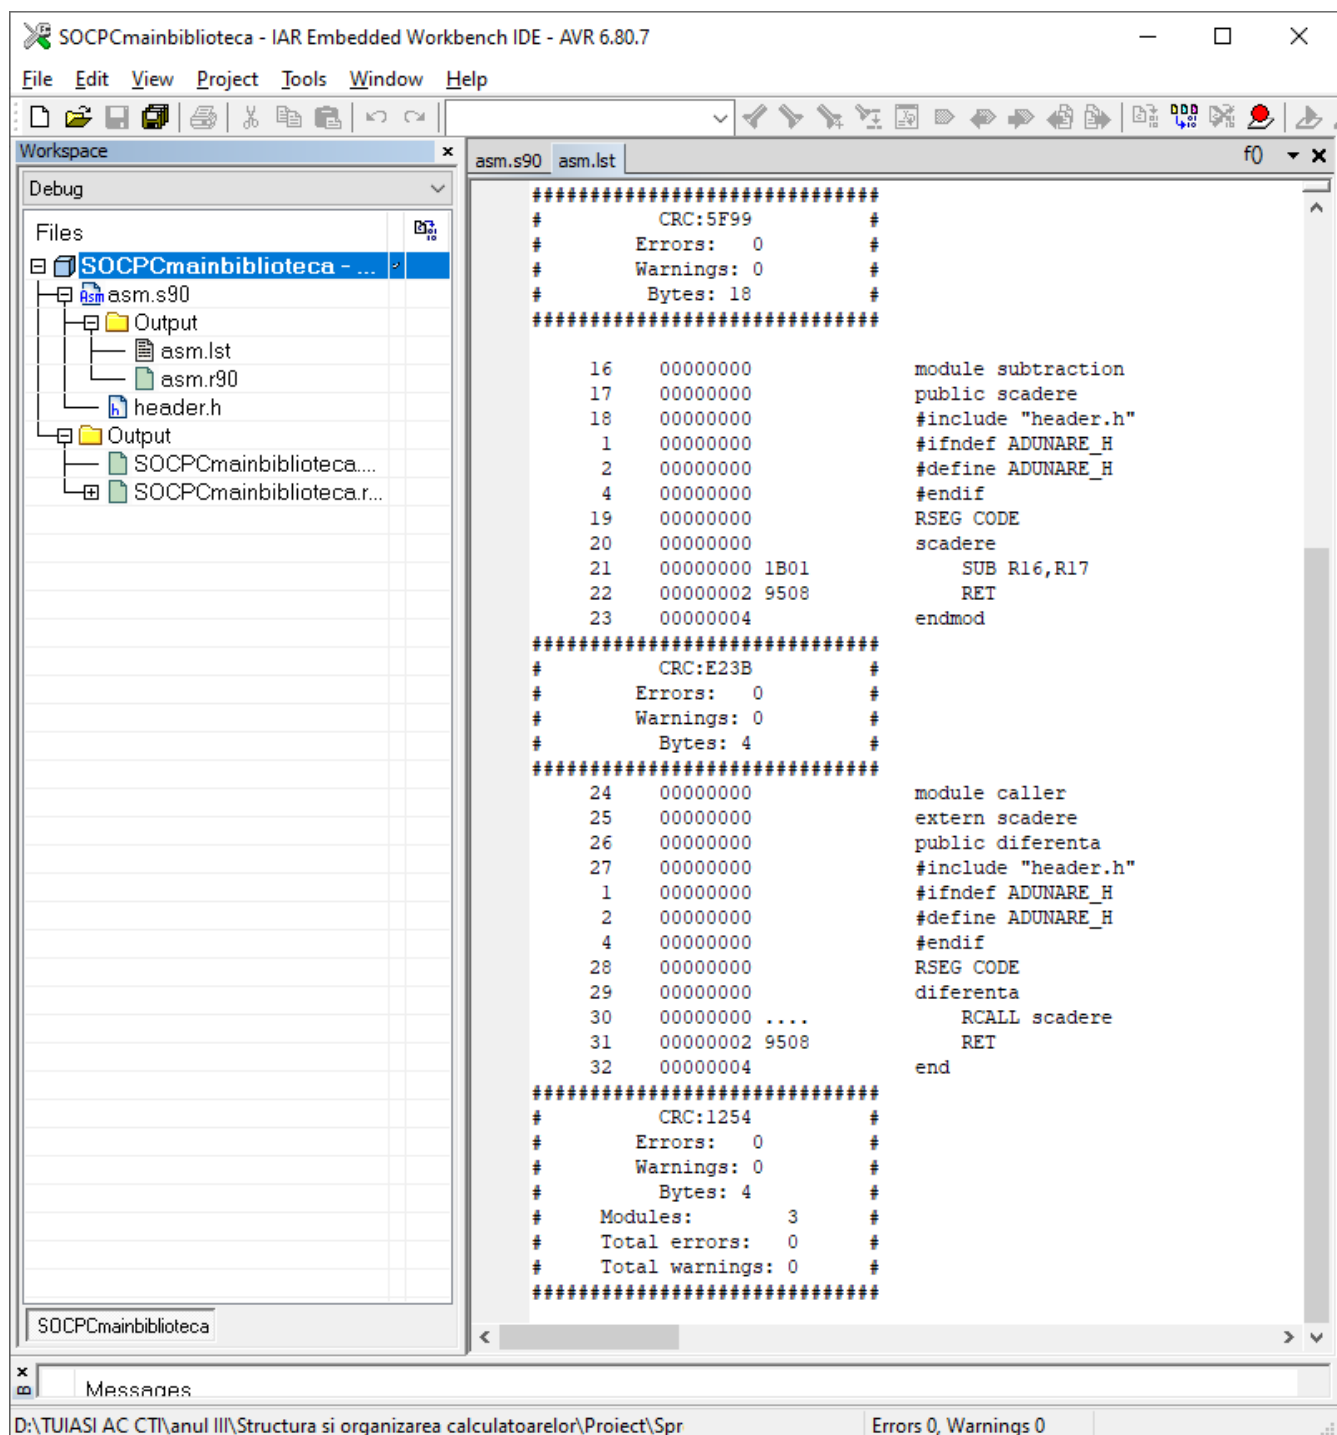 SOCPCmainbiblioteca - IAR Embedded Workbench IDE - AVR 6.80.7
File Edit View Project Tools Window Help
Workspace
Debug
Files
SOCPCmainbiblioteca - ...
asm.s90
Output
asm.lst
asm.r90
header.h
Output
SOCPCmainbiblioteca....
SOCPCmainbiblioteca.r...
SOCPCmainbiblioteca
asm.s90 asm.lst f()
##############################
# CRC:5F99 #
# Errors: 0 #
# Warnings: 0 #
# Bytes: 18 #
##############################
16 00000000 module subtraction
17 00000000 public scadere
18 00000000 #include "header.h"
1 00000000 #ifndef ADUNARE_H
2 00000000 #define ADUNARE_H
4 00000000 #endif
19 00000000 RSEG CODE
20 00000000 scadere
21 00000000 1B01 SUB R16,R17
22 00000002 9508 RET
23 00000004 endmod
##############################
# CRC:E23B #
# Errors: 0 #
# Warnings: 0 #
# Bytes: 4 #
##############################
24 00000000 module caller
25 00000000 extern scadere
26 00000000 public diferenta
27 00000000 #include "header.h"
1 00000000 #ifndef ADUNARE_H
2 00000000 #define ADUNARE_H
4 00000000 #endif
28 00000000 RSEG CODE
29 00000000 diferenta
30 00000000 .... RCALL scadere
31 00000002 9508 RET
32 00000004 end
##############################
# CRC:1254 #
# Errors: 0 #
# Warnings: 0 #
# Bytes: 4 #
# Modules: 3 #
# Total errors: 0 #
# Total warnings: 0 #
##############################
Messages
D:\TUIASI AC CTI\anul III\Structura si organizarea calculatoarelor\Proiect\Spr
Errors 0, Warnings 0